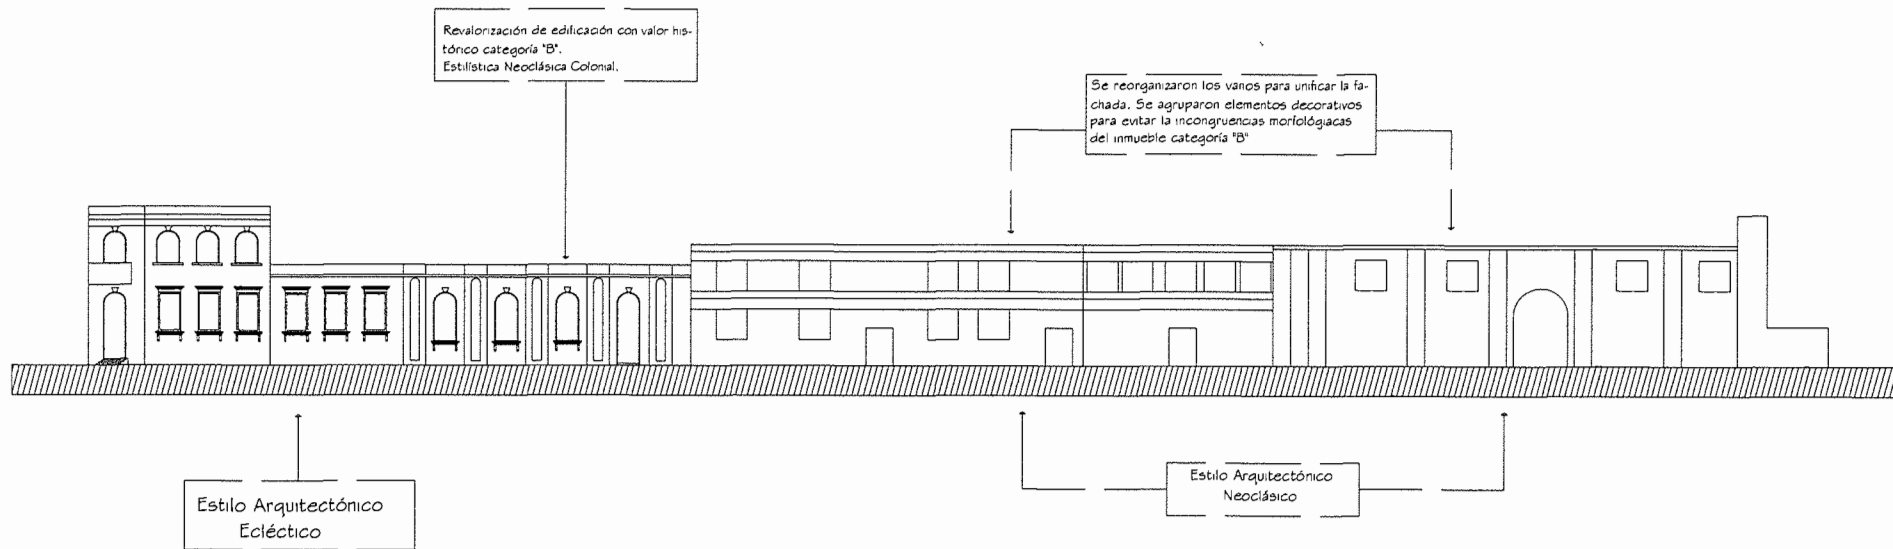 Revalorización de edificación con valor his-
tórico categoría "B".
Estilística Neoclásica Colonial.
Se reorganizaron los vanos para unificar la fa-
chada. Se agruparon elementos decorativos
para evitar la incongruencias morfológiacas
del inmueble categoría "B"
Estilo Arquitectónico
Ecléctico
Estilo Arquitectónico
Neoclásico